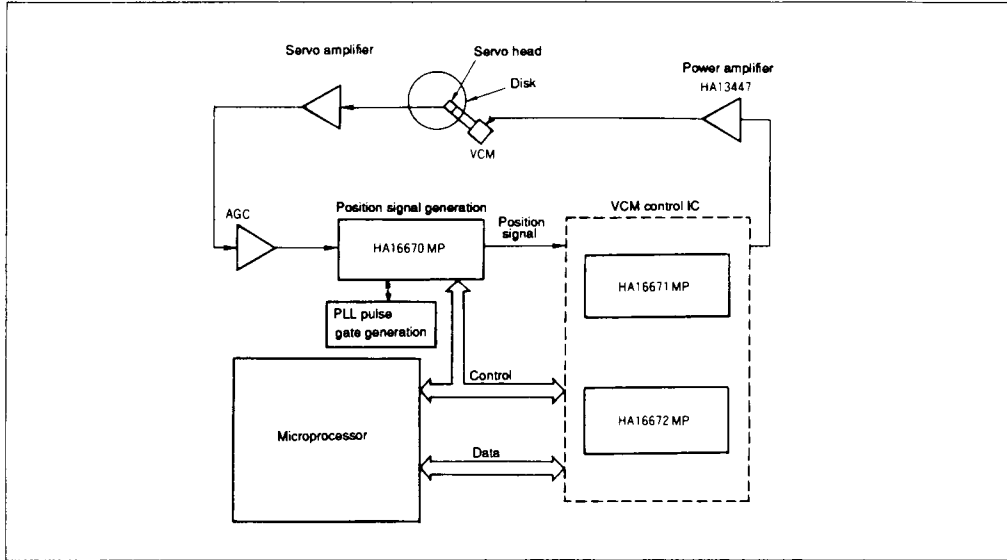 Servo amplifier
Servo head
Disk
VCM
Power amplifier
HA13447
AGC
Position signal generation
HA16670 MP
Position
signal
VCM control IC
HA16671 MP
PLL pulse
gate generation
Control
Microprocessor
HA16672 MP
Data